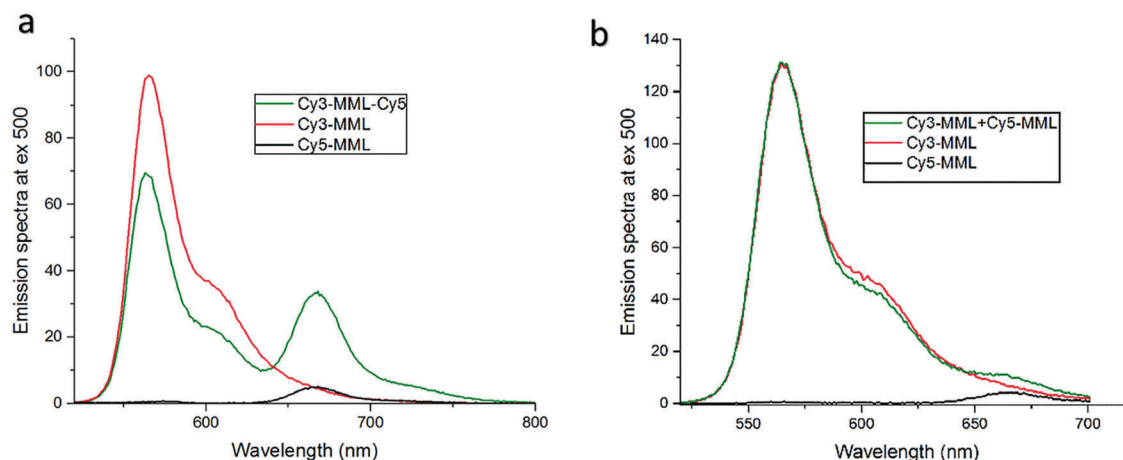 a
Emission spectra at ex 500
100
80
60
40
20
0
Cy3-MML-Cy5
Cy3-MML
Cy5-MML
600
700
800
Wavelength (nm)
b
Emission spectra at ex 500
140
120
100
80
60
40
20
0
Cy3-MML+Cy5-MML
Cy3-MML
Cy5-MML
550
600
650
700
Wavelength (nm)